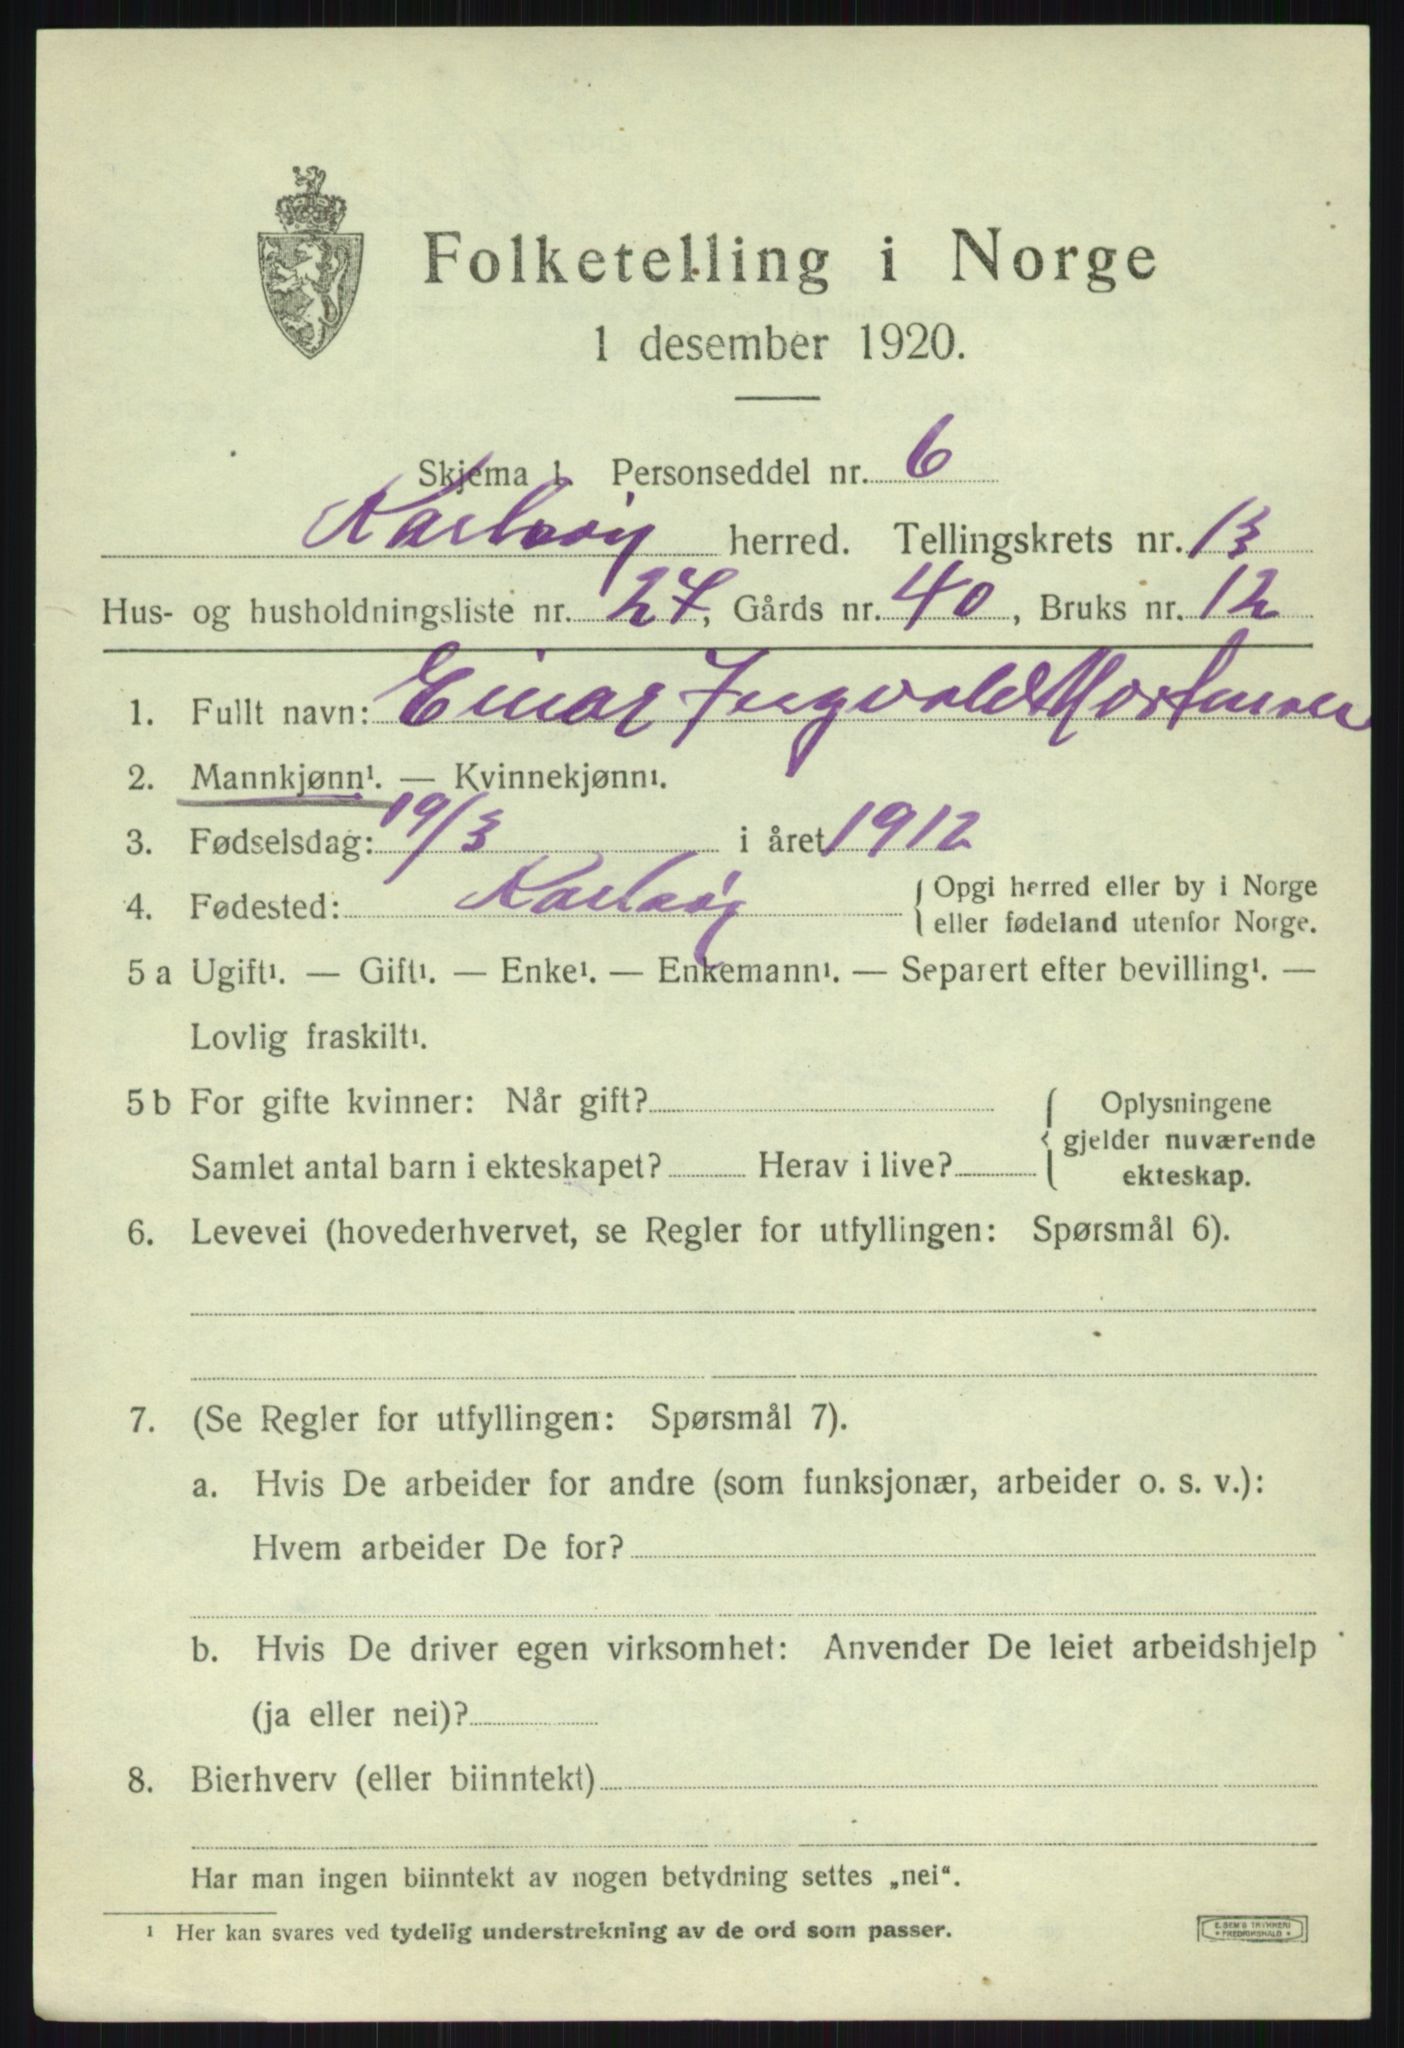 Folketelling i Norge
1 desember 1920.
Skjema 1 Personseddel nr. 6
Karlsøy herred. Tellingskrets nr. 13
Hus- og husholdningsliste nr. 24, Gårds nr. 40, Bruks nr. 12
1. Fullt navn: Einar Ingvald Mortensen
2. Mannkjønn¹. — Kvinnekjønn¹.
3. Fødselsdag: 19/3 i året 1912
4. Fødested: Karlsøy { Opgi herred eller by i Norge
eller fødeland utenfor Norge.
5 a Ugift¹. — Gift¹. — Enke¹. — Enkemann¹. — Separert efter bevilling¹. —
Lovlig fraskilt¹.
5 b For gifte kvinner: Når gift? { Oplysningene
gjelder nuværende
Samlet antal barn i ekteskapet? Herav i live? ekteskap.
6. Levevei (hovederhvervet, se Regler for utfyllingen: Spørsmål 6).
7. (Se Regler for utfyllingen: Spørsmål 7).
a. Hvis De arbeider for andre (som funksjonær, arbeider o. s. v.):
Hvem arbeider De for?
b. Hvis De driver egen virksomhet: Anvender De leiet arbeidshjelp
(ja eller nei)?
8. Bierhverv (eller biinntekt)
Har man ingen biinntekt av nogen betydning settes „nei“.
¹ Her kan svares ved tydelig understrekning av de ord som passer.
E. SEM'S TRYKKERI
* FREDRIKSHALD *